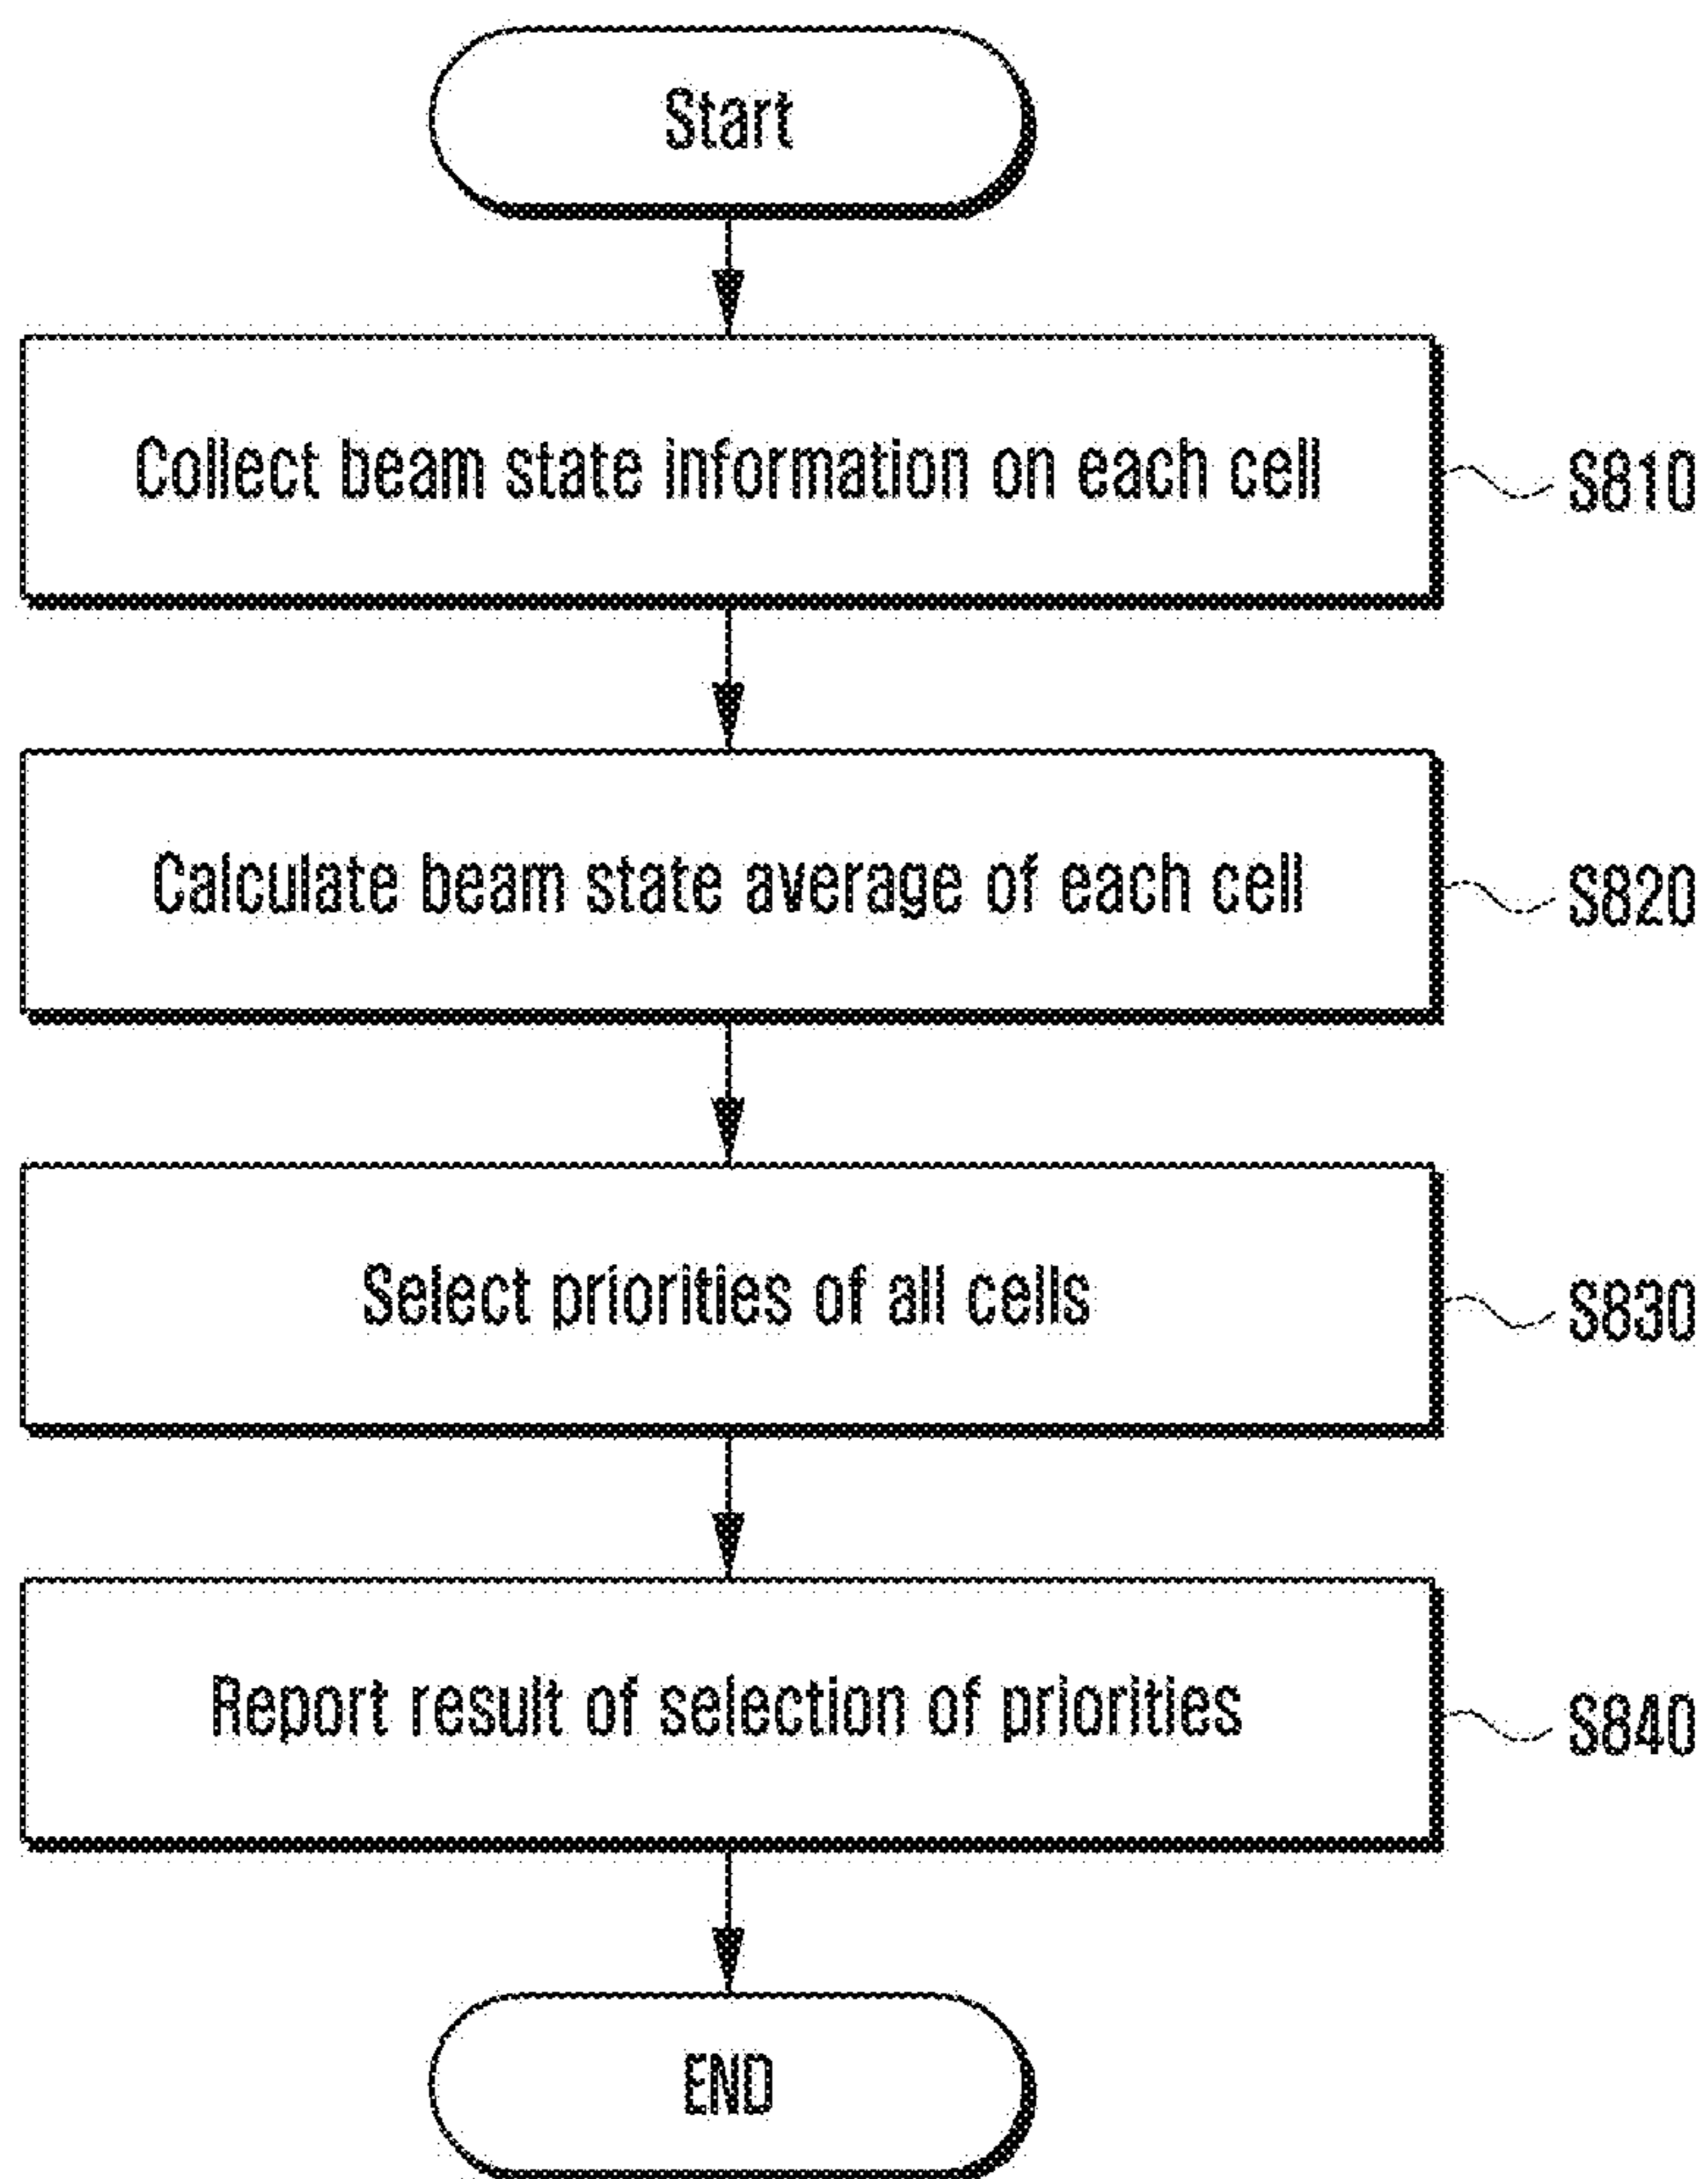 Start
Collect beam state information on each cell
S810
Calculate beam state average of each cell
S820
Select priorities of all cells
S830
Report result of selection of priorities
S840
END